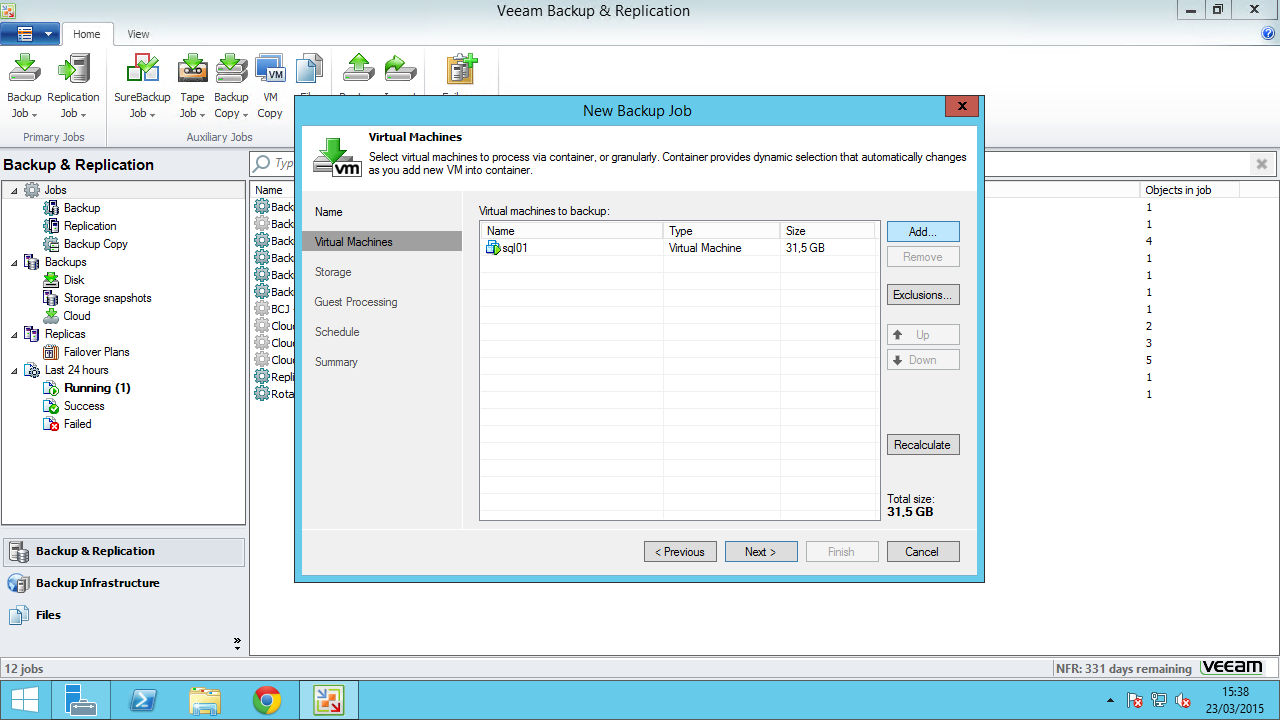 Veeam Backup & Replication
Home
View
Backup Job
Replication Job
SureBackup Job
Tape Job
Backup Copy
VM Copy
Primary Jobs
Auxiliary Jobs
Backup & Replication
Jobs
Backup
Replication
Backup Copy
Backups
Disk
Storage snapshots
Cloud
Replicas
Failover Plans
Last 24 hours
Running (1)
Success
Failed
Backup & Replication
Backup Infrastructure
Files
Name
Objects in job
Back 1
Back 1
Back 4
Back 1
Back 1
Back 1
BCJ 1
Cloud 2
Cloud 3
Cloud 5
Repli 1
Rota 1
New Backup Job
X
Virtual Machines
Select virtual machines to process via container, or granularly. Container provides dynamic selection that automatically changes
as you add new VM into container.
vm
Name
Virtual Machines
Storage
Guest Processing
Schedule
Summary
Virtual machines to backup:
Name Type Size
sql01 Virtual Machine 31,5 GB
Add...
Remove
Exclusions...
Up
Down
Recalculate
Total size:
31,5 GB
< Previous
Next >
Finish
Cancel
12 jobs
NFR: 331 days remaining
veeam
15:38
23/03/2015